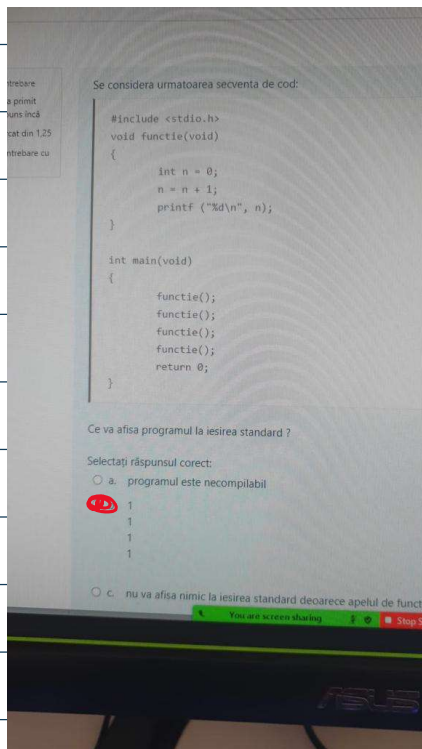 ntrebare
a primit
uns încă
cat din 1,25
ntrebare cu
Se considera urmatoarea secventa de cod:
#include <stdio.h>
void functie(void)
{
int n = 0;
n = n + 1;
printf ("%d\n", n);
}
int main(void)
{
functie();
functie();
functie();
functie();
return 0;
}
Ce va afisa programul la iesirea standard ?
Selectați răspunsul corect:
a. programul este necompilabil
1
1
1
1
c. nu va afisa nimic la iesirea standard deoarece apelul de funct
You are screen sharing
Stop S
ASUS